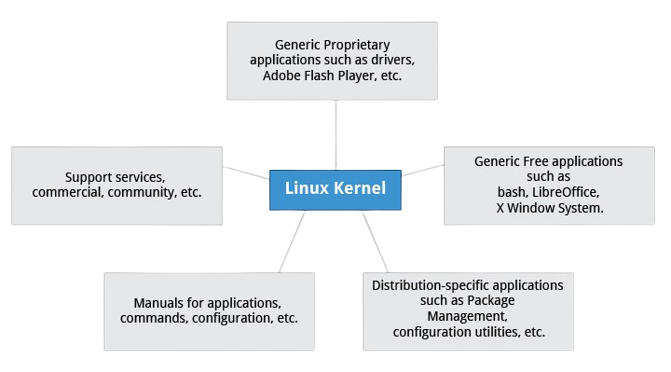 Generic Proprietary
applications such as drivers,
Adobe Flash Player, etc.
Support services,
commercial, community, etc.
Linux Kernel
Generic Free applications
such as
bash, LibreOffice,
X Window System.
Manuals for applications,
commands, configuration, etc.
Distribution-specific applications
such as Package
Management,
configuration utilities, etc.